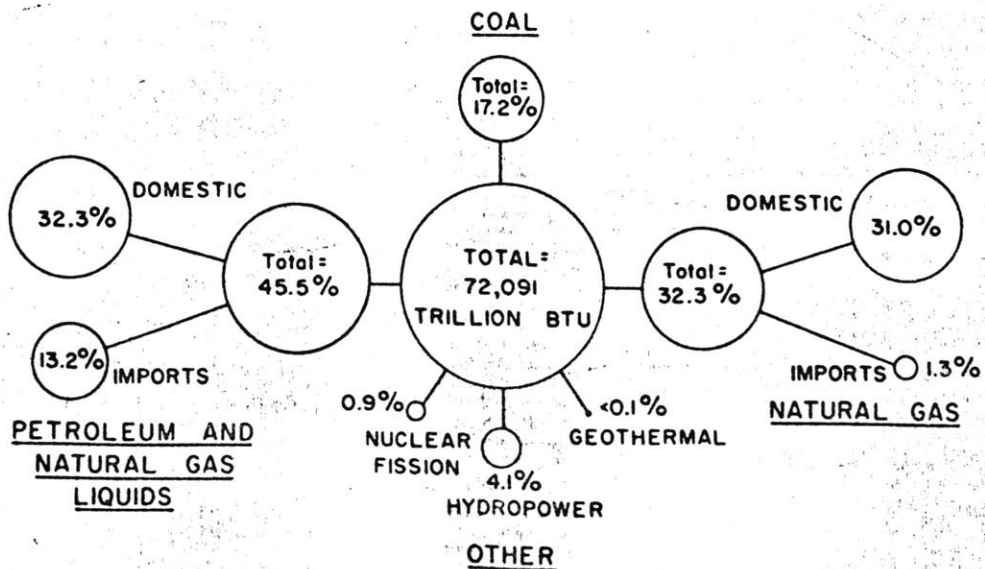 COAL
Total=
17.2%
32.3%
DOMESTIC
Total=
45.5%
13.2%
IMPORTS
PETROLEUM AND
NATURAL GAS
LIQUIDS
TOTAL=
72,091
TRILLION BTU
DOMESTIC
31.0%
Total=
32.3%
IMPORTS
1.3%
NATURAL GAS
0.9%
NUCLEAR
FISSION
4.1%
HYDROPOWER
<0.1%
GEOTHERMAL
OTHER